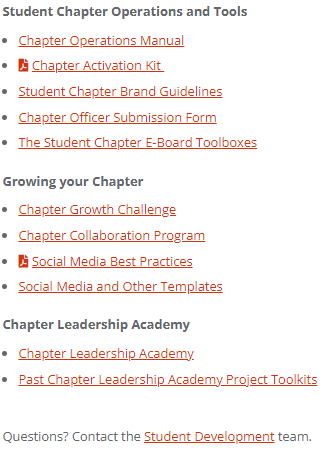 Student Chapter Operations and Tools
Chapter Operations Manual
Chapter Activation Kit
Student Chapter Brand Guidelines
Chapter Officer Submission Form
The Student Chapter E-Board Toolboxes
Growing your Chapter
Chapter Growth Challenge
Chapter Collaboration Program
Social Media Best Practices
Social Media and Other Templates
Chapter Leadership Academy
Chapter Leadership Academy
Past Chapter Leadership Academy Project Toolkits
Questions? Contact the Student Development team.